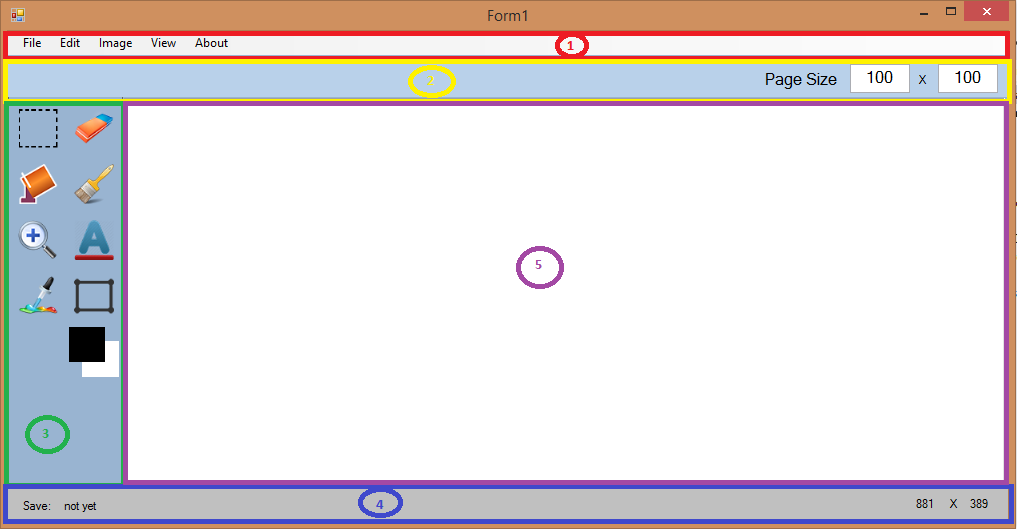 Form1
File Edit Image View About 1
2 Page Size 100 X 100
A
5
3
Save: not yet 4 881 X 389